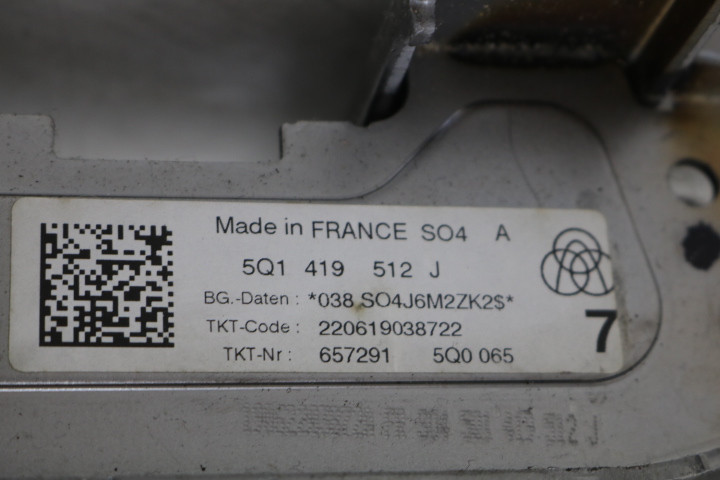 Made in FRANCE SO4 A
5Q1 419 512 J
BG.-Daten : *038 SO4J6M2ZK2$*
TKT-Code : 220619038722
TKT-Nr : 657291 5Q0 065
7